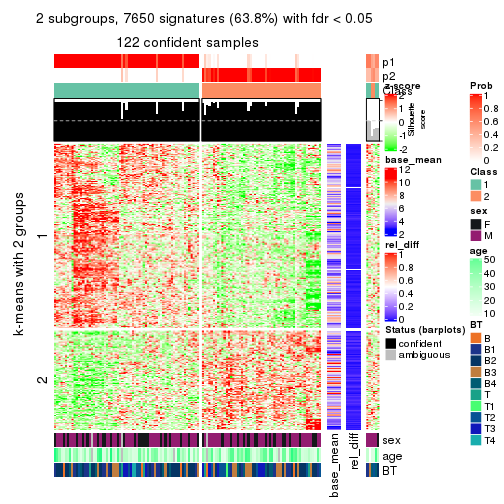 2 subgroups, 7650 signatures (63.8%) with fdr < 0.05
122 confident samples
p1
p2
Class
Silhouette
score
k-means with 2 groups
1
2
sex
age
BT
base_mean
rel_diff
z-score
2
1
0
-1
-2
base_mean
12
10
8
6
4
2
rel_diff
1
0.8
0.6
0.4
0.2
0
Status (barplots)
confident
ambiguous
Prob
1
0.8
0.6
0.4
0.2
0
Class
1
2
sex
F
M
age
50
40
30
20
10
BT
B
B1
B2
B3
B4
T
T1
T2
T3
T4